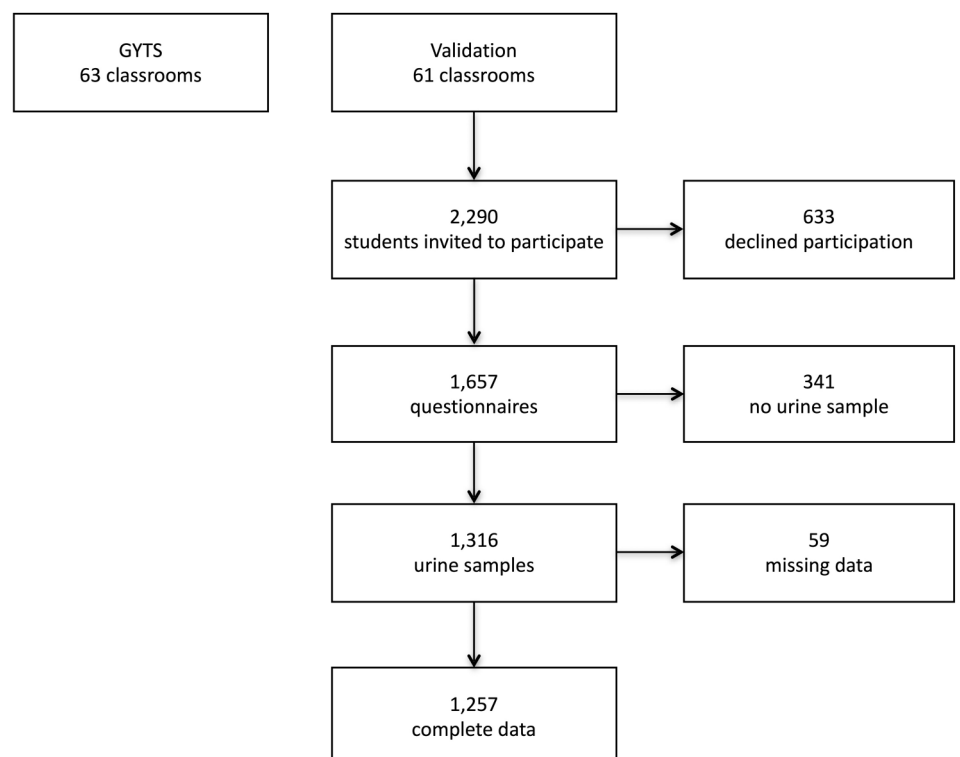 GYTS
63 classrooms
Validation
61 classrooms
2,290
students invited to participate
633
declined participation
1,657
questionnaires
341
no urine sample
1,316
urine samples
59
missing data
1,257
complete data